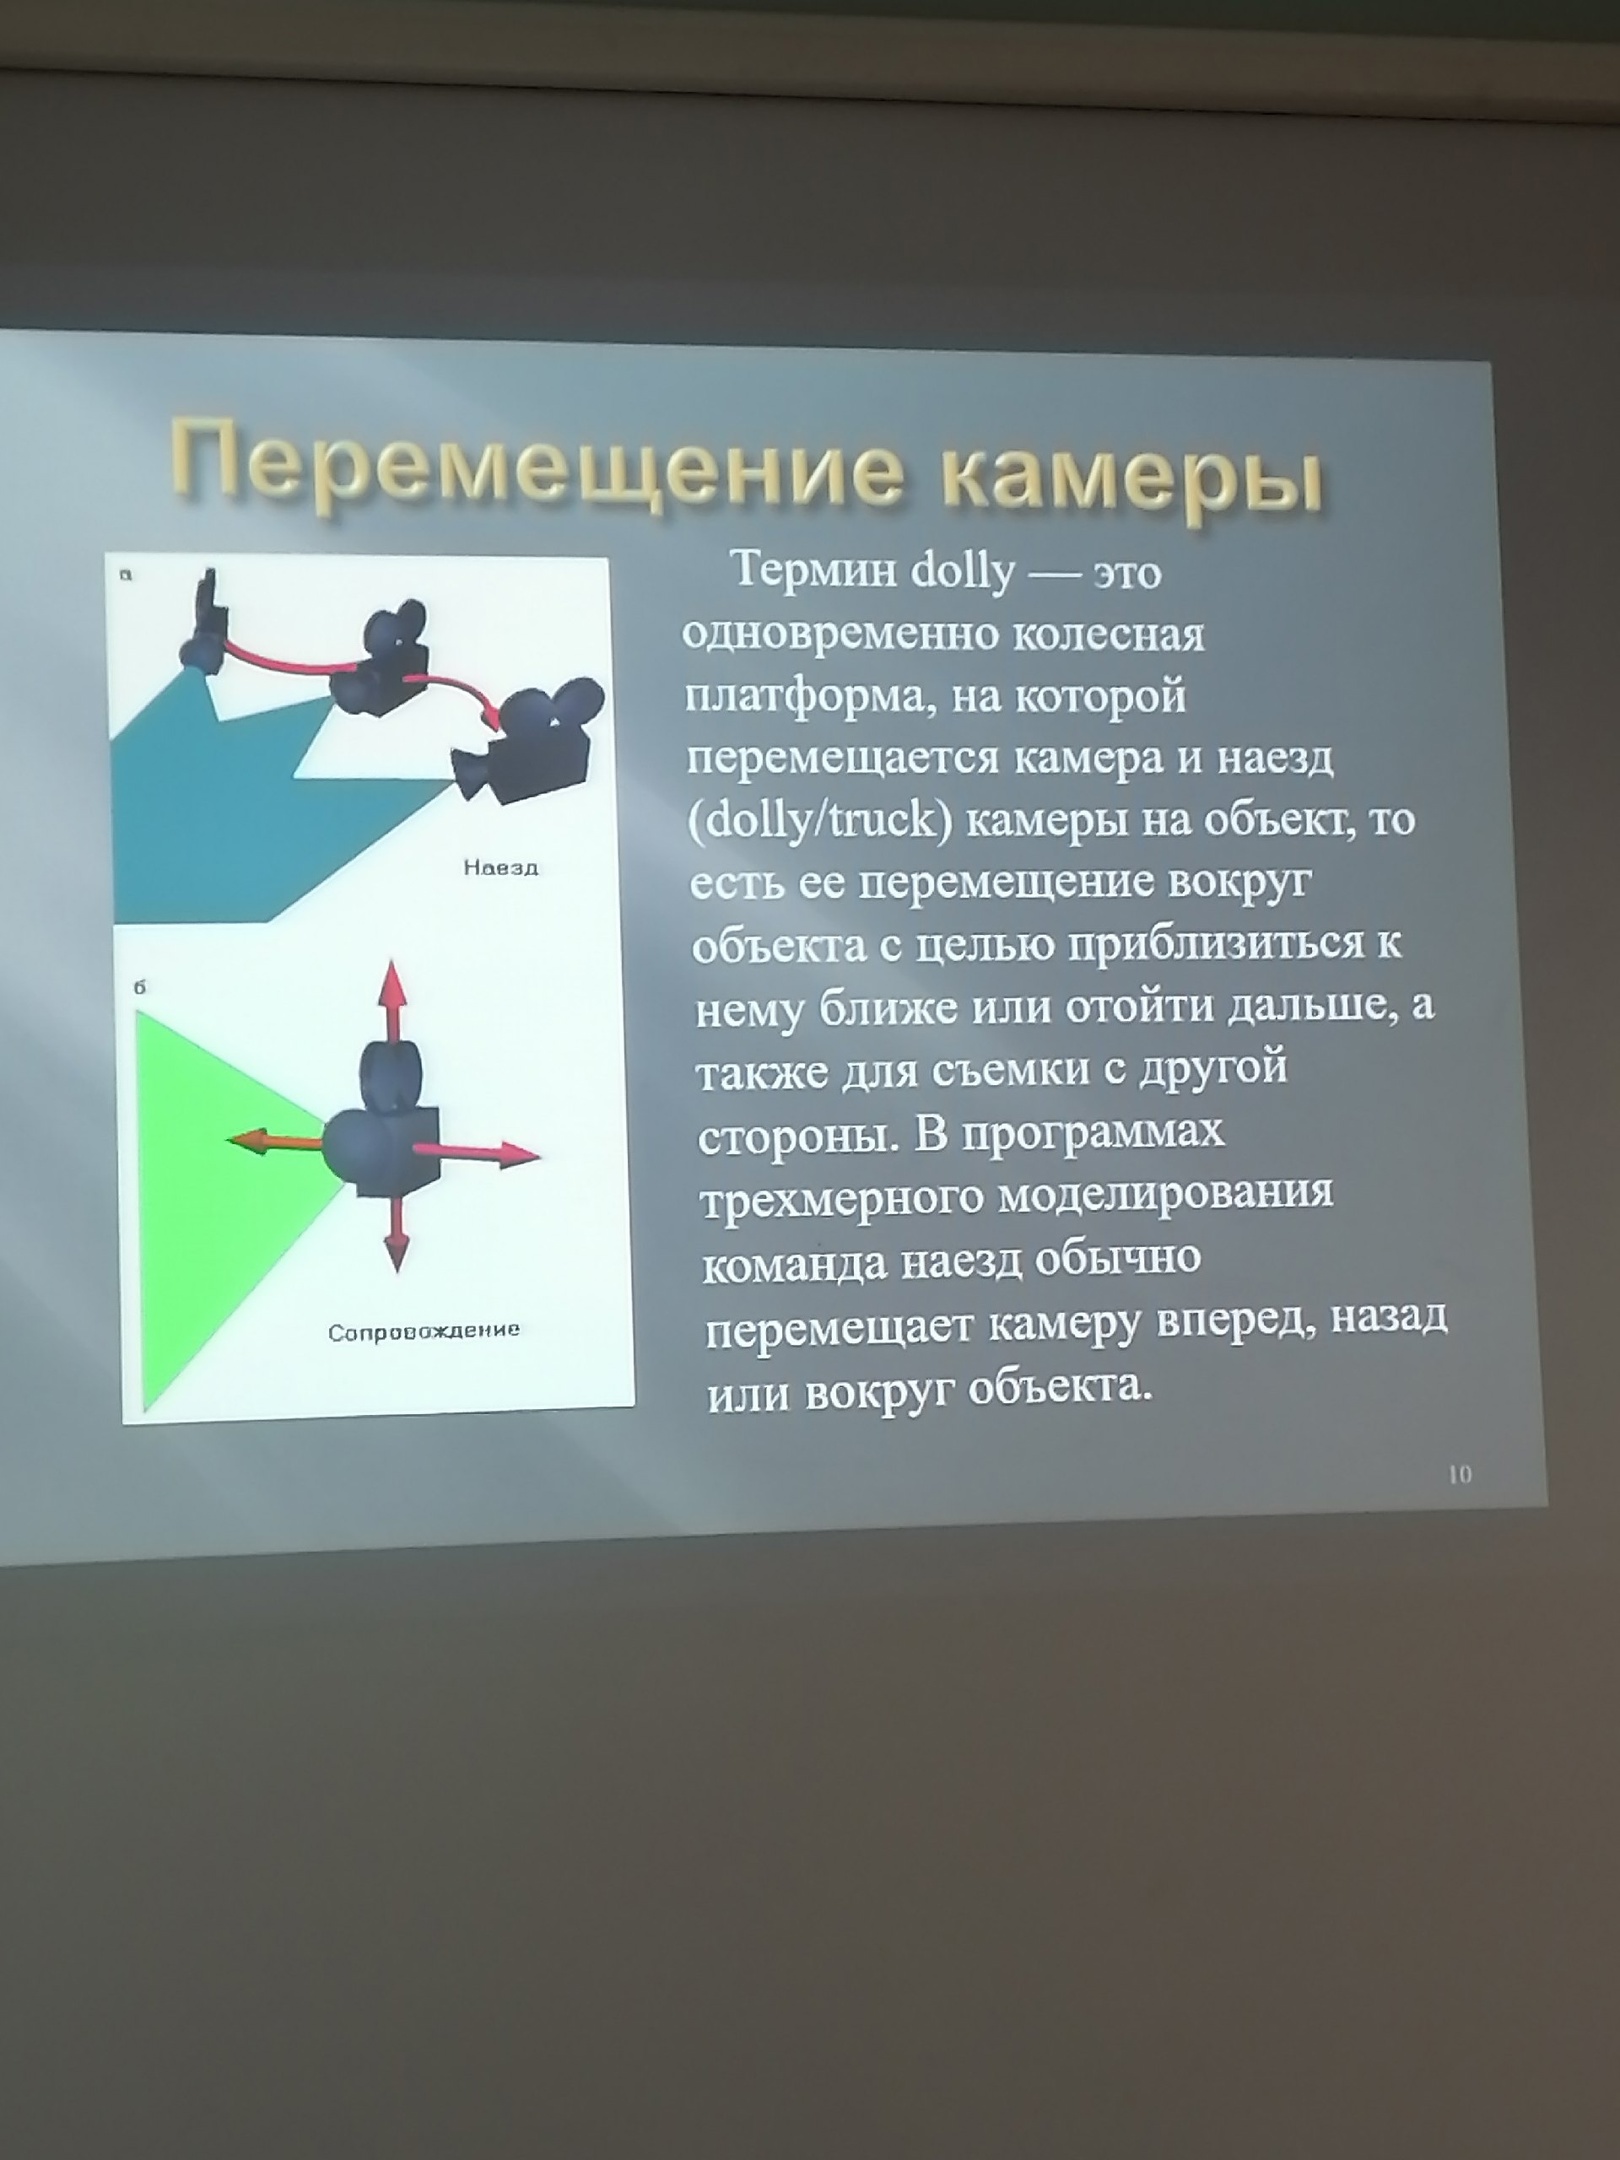 Перемещение камеры
а
Наезд
б
Сопровождение
Термин dolly — это
одновременно колесная
платформа, на которой
перемещается камера и наезд
(dolly/truck) камеры на объект, то
есть ее перемещение вокруг
объекта с целью приблизиться к
нему ближе или отойти дальше, а
также для съемки с другой
стороны. В программах
трехмерного моделирования
команда наезд обычно
перемещает камеру вперед, назад
или вокруг объекта.
10